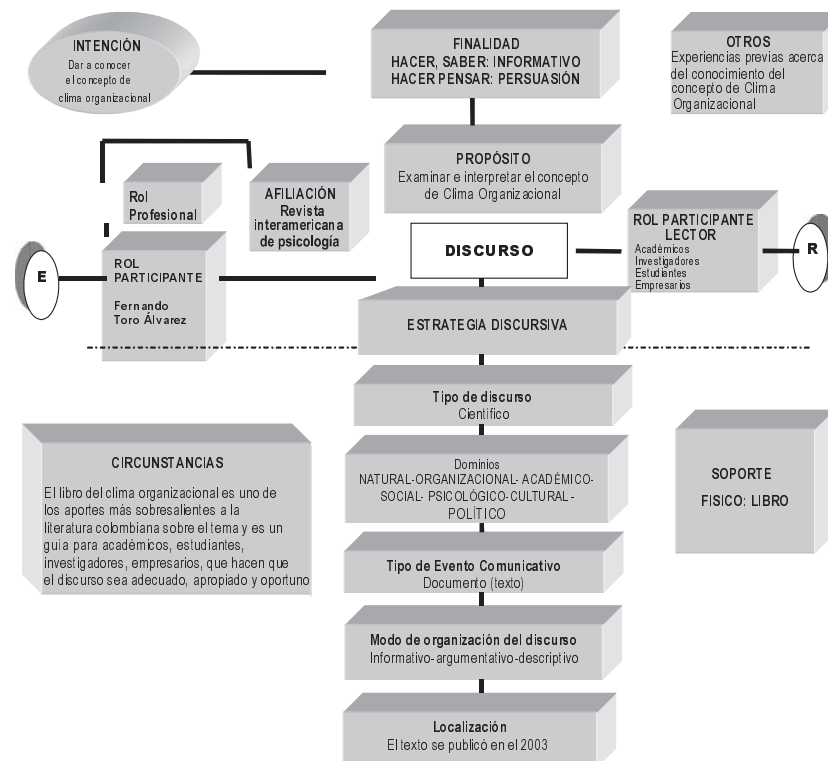 INTENCIÓN
Dar a conocer
el concepto de
clima organizacional
FINALIDAD
HACER, SABER: INFORMATIVO
HACER PENSAR: PERSUASIÓN
OTROS
Experiencias previas acerca
del conocimiento del
concepto de Clima
Organizacional
PROPÓSITO
Examinar e interpretar el concepto
de Clima Organizacional
Rol
Profesional
AFILIACIÓN
Revista
interamericana
de psicología
E
ROL
PARTICIPANTE
Fernando
Toro Álvarez
DISCURSO
ROL PARTICIPANTE
LECTOR
Académicos
Investigadores
Estudiantes
Empresarios
R
ESTRATEGIA DISCURSIVA
Tipo de discurso
Científico
CIRCUNSTANCIAS
El libro del clima organizacional es uno de
los aportes más sobresalientes a la
literatura colombiana sobre el tema y es un
guía para académicos, estudiantes,
investigadores, empresarios, que hacen que
el discurso sea adecuado, apropiado y oportuno
Dominios
NATURAL-ORGANIZACIONAL- ACADÉMICO-
SOCIAL- PSICOLÓGICO-CULTURAL-
POLÍTICO
SOPORTE
FISICO: LIBRO
Tipo de Evento Comunicativo
Documento (texto)
Modo de organización del discurso
Informativo-argumentativo-descriptivo
Localización
El texto se publicó en el 2003